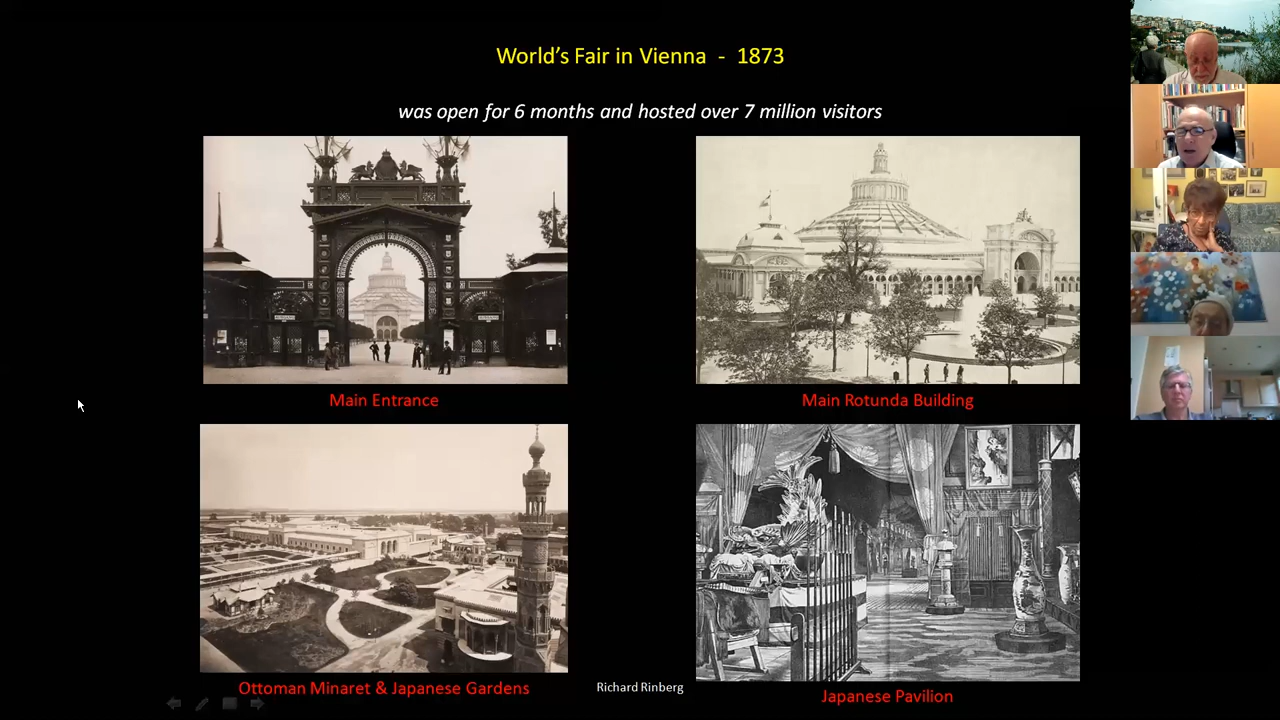 World's Fair in Vienna - 1873
was open for 6 months and hosted over 7 million visitors
Main Entrance
Main Rotunda Building
Ottoman Minaret & Japanese Gardens
Richard Rinberg
Japanese Pavilion